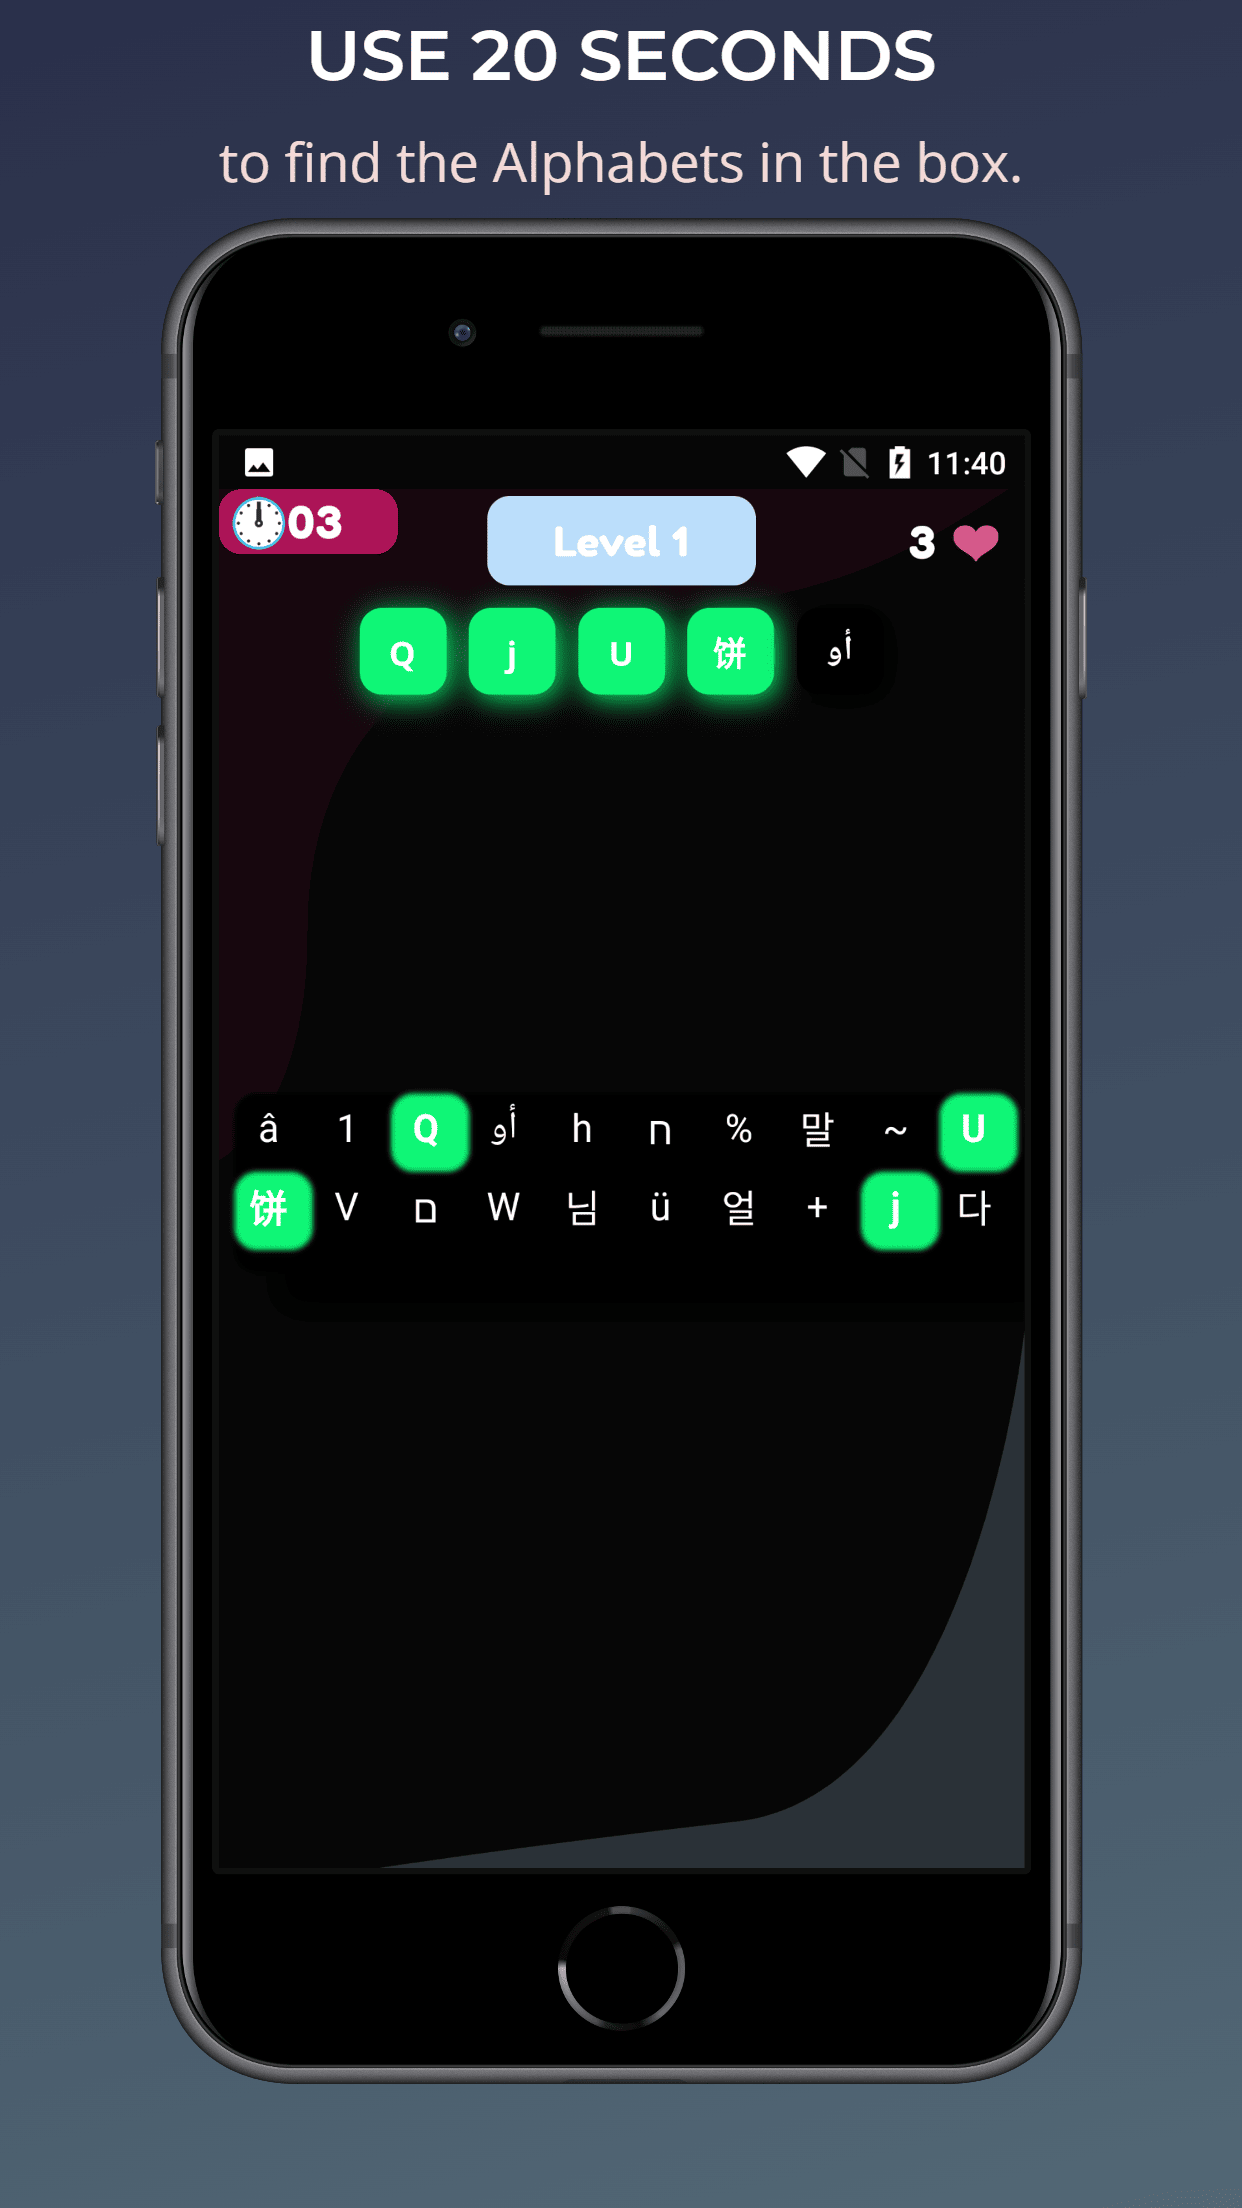 USE 20 SECONDS
to find the Alphabets in the box.
11:40
03
Level 1
3
Q j U 饼 أو
â 1 Q أو h ח % 말 ~ U
饼 V ם W 님 ü 얼 + j 다